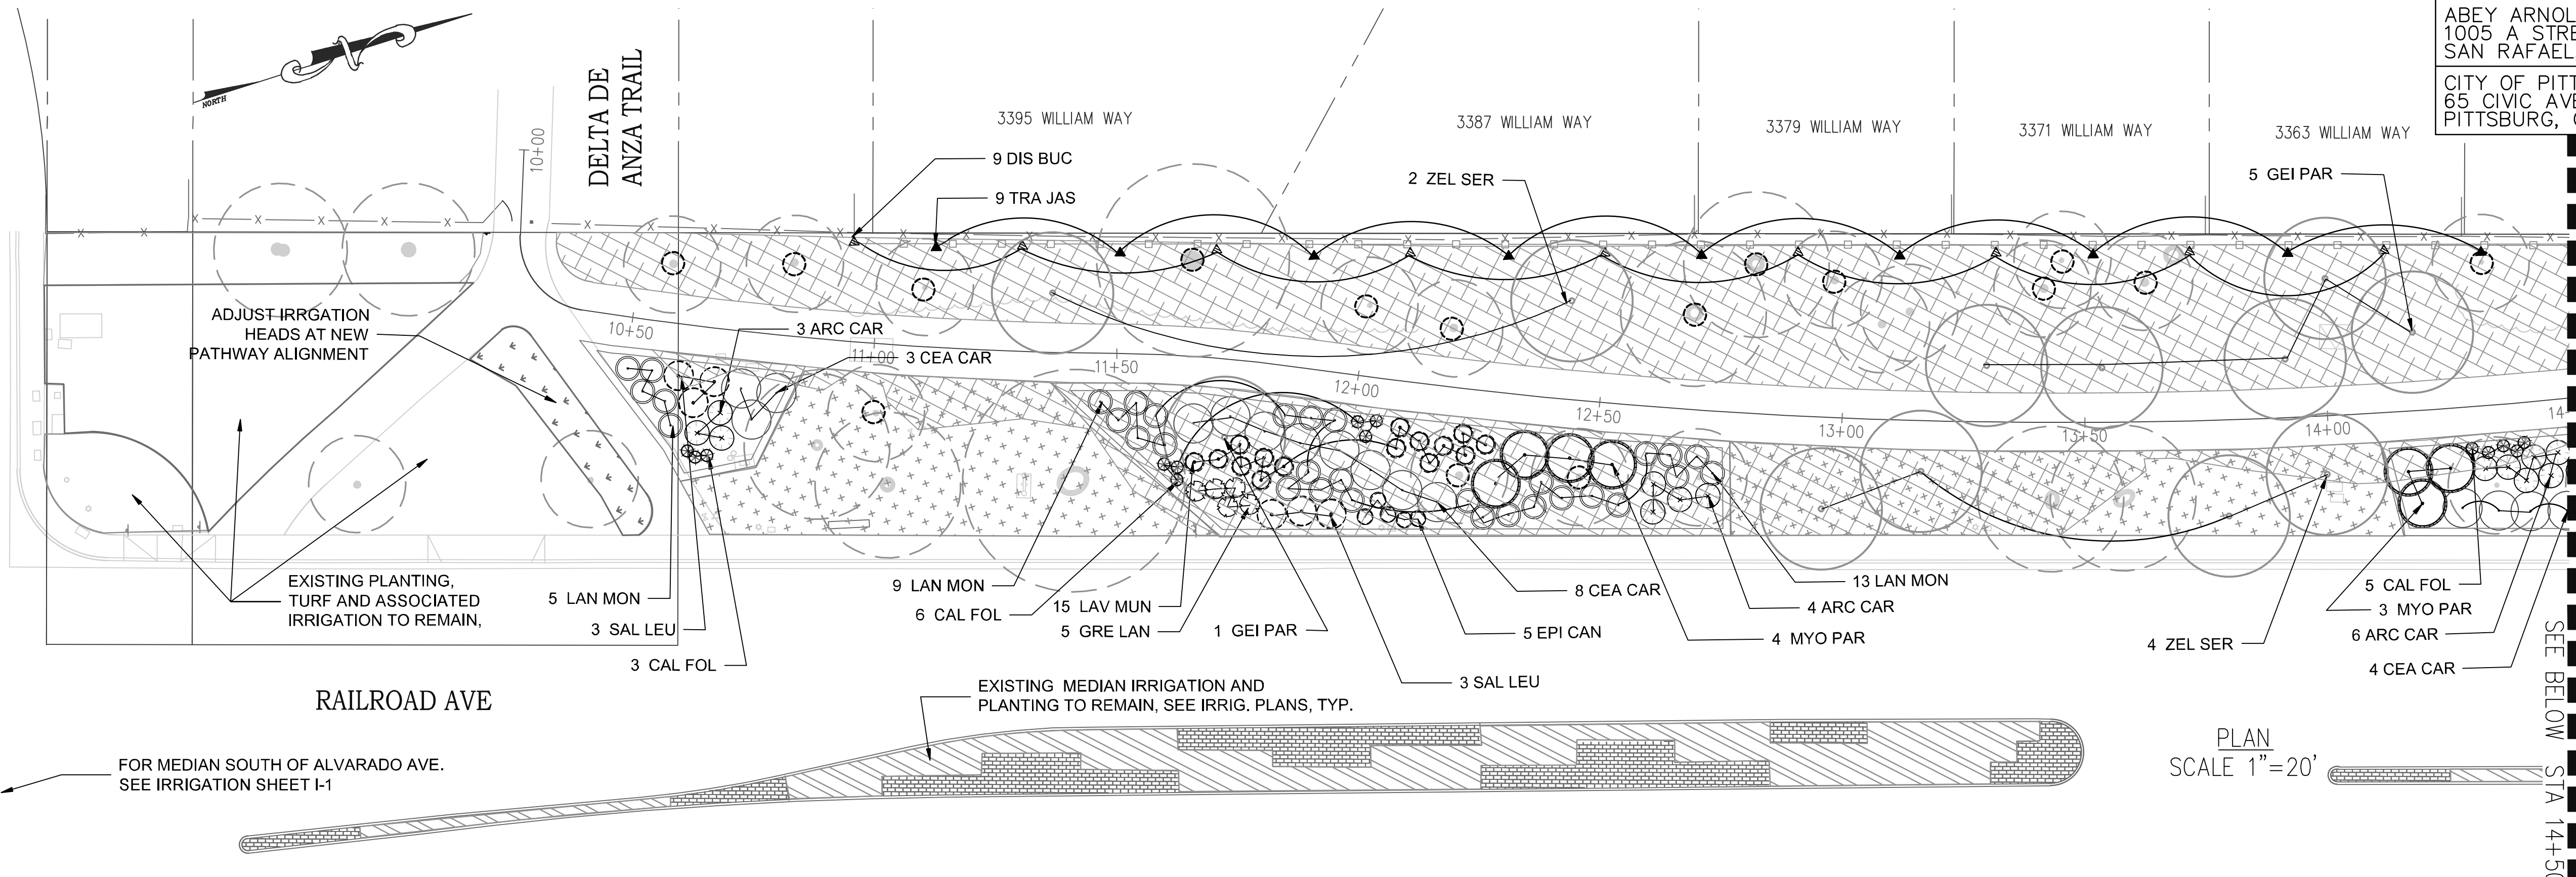 ABEY ARNOL
1005 A STRE
SAN RAFAEL
CITY OF PITT
65 CIVIC AVE
PITTSBURG, C
NORTH
DELTA DE
ANZA TRAIL
10+00
3395 WILLIAM WAY
3387 WILLIAM WAY
3379 WILLIAM WAY
3371 WILLIAM WAY
3363 WILLIAM WAY
9 DIS BUC
9 TRA JAS
2 ZEL SER
5 GEI PAR
ADJUST IRRGATION
HEADS AT NEW
PATHWAY ALIGNMENT
10+50
3 ARC CAR
11+00
3 CEA CAR
11+50
12+00
12+50
13+00
13+50
14+00
14
EXISTING PLANTING,
TURF AND ASSOCIATED
IRRIGATION TO REMAIN,
5 LAN MON
3 SAL LEU
3 CAL FOL
9 LAN MON
6 CAL FOL
15 LAV MUN
5 GRE LAN
1 GEI PAR
3 SAL LEU
5 EPI CAN
8 CEA CAR
13 LAN MON
4 ARC CAR
4 MYO PAR
4 ZEL SER
5 CAL FOL
3 MYO PAR
6 ARC CAR
4 CEA CAR
RAILROAD AVE
EXISTING MEDIAN IRRIGATION AND
PLANTING TO REMAIN, SEE IRRIG. PLANS, TYP.
FOR MEDIAN SOUTH OF ALVARADO AVE.
SEE IRRIGATION SHEET I-1
PLAN
SCALE 1"=20'
SEE BELOW STA 14+50